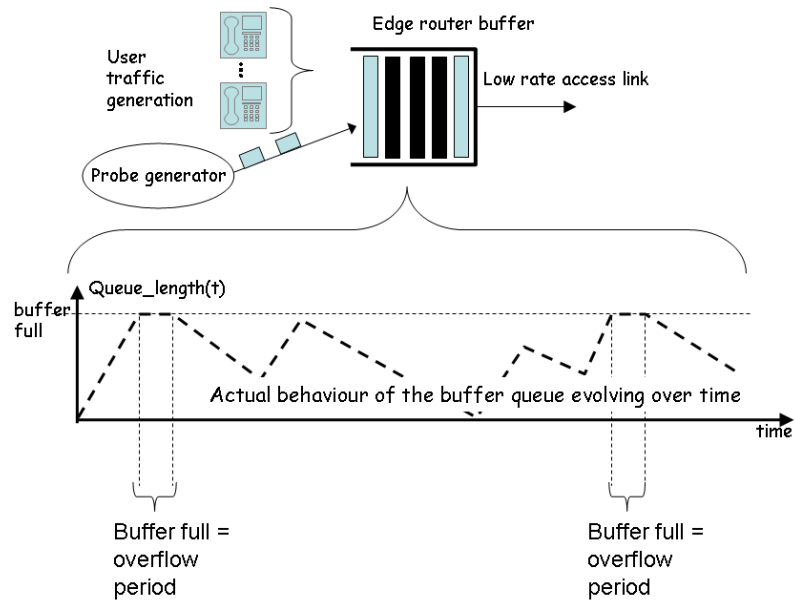 Edge router buffer
User
traffic
generation
Low rate access link
Probe generator
Queue_length(t)
buffer
full
Actual behaviour of the buffer queue evolving over time
time
Buffer full =
overflow
period
Buffer full =
overflow
period